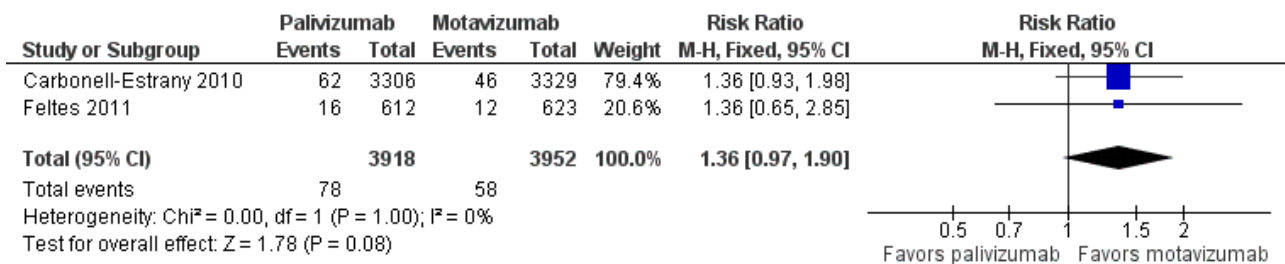 Palivizumab Motavizumab Risk Ratio Risk Ratio
Study or Subgroup Events Total Events Total Weight M-H, Fixed, 95% CI M-H, Fixed, 95% CI
Carbonell-Estrany 2010 62 3306 46 3329 79.4% 1.36 [0.93, 1.98]
Feltes 2011 16 612 12 623 20.6% 1.36 [0.65, 2.85]
Total (95% CI) 3918 3952 100.0% 1.36 [0.97, 1.90]
Total events 78 58
Heterogeneity: Chi² = 0.00, df = 1 (P = 1.00); I² = 0%
Test for overall effect: Z = 1.78 (P = 0.08)
0.5 0.7 1 1.5 2
Favors palivizumab Favors motavizumab